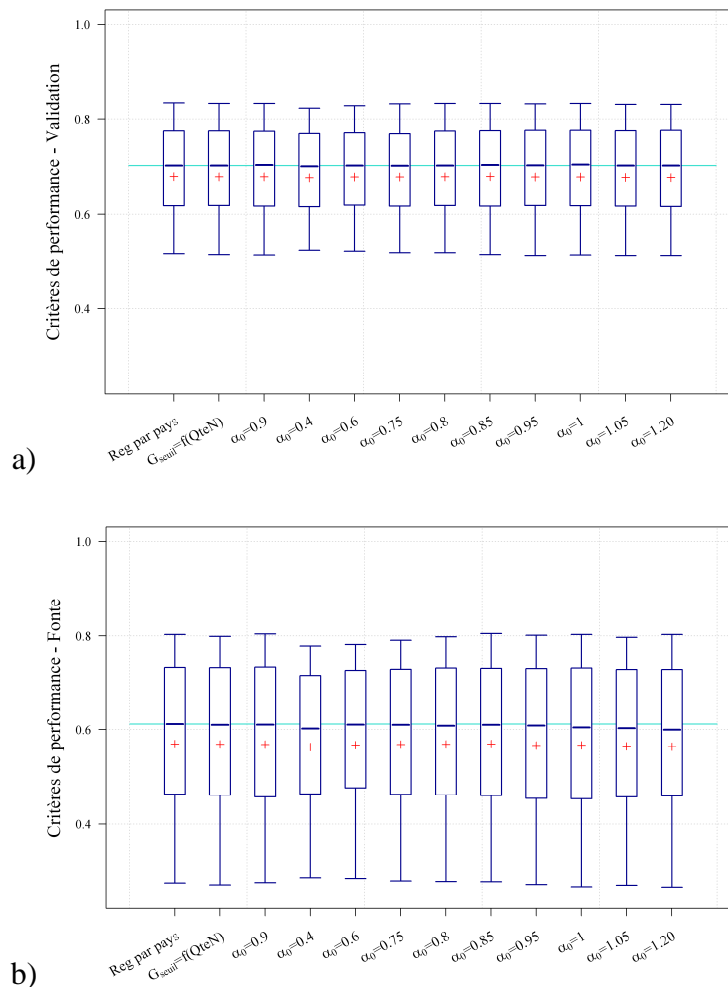 1.0
0.8
0.6
0.4
Critères de performance - Validation
Reg par pays
G_seuil=f(QteN)
α₀=0.9
α₀=0.4
α₀=0.6
α₀=0.75
α₀=0.8
α₀=0.85
α₀=0.95
α₀=1
α₀=1.05
α₀=1.20
a)
1.0
0.8
0.6
0.4
Critères de performance - Fonte
Reg par pays
G_seuil=f(QteN)
α₀=0.9
α₀=0.4
α₀=0.6
α₀=0.75
α₀=0.8
α₀=0.85
α₀=0.95
α₀=1
α₀=1.05
α₀=1.20
b)